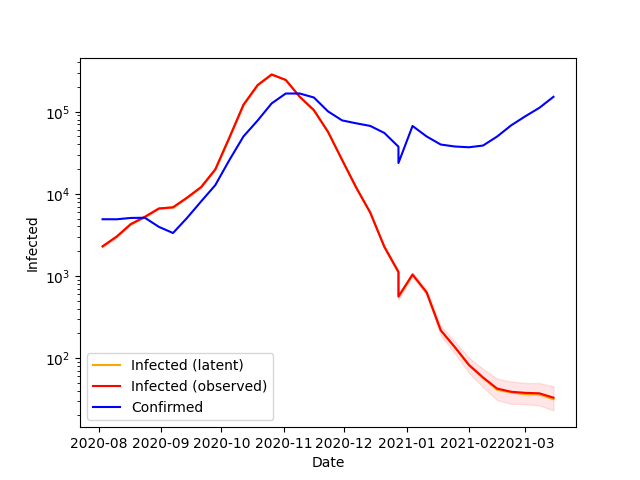 Infected
10^5
10^4
10^3
10^2
Infected (latent)
Infected (observed)
Confirmed
2020-08 2020-09 2020-10 2020-11 2020-12 2021-01 2021-02 2021-03
Date